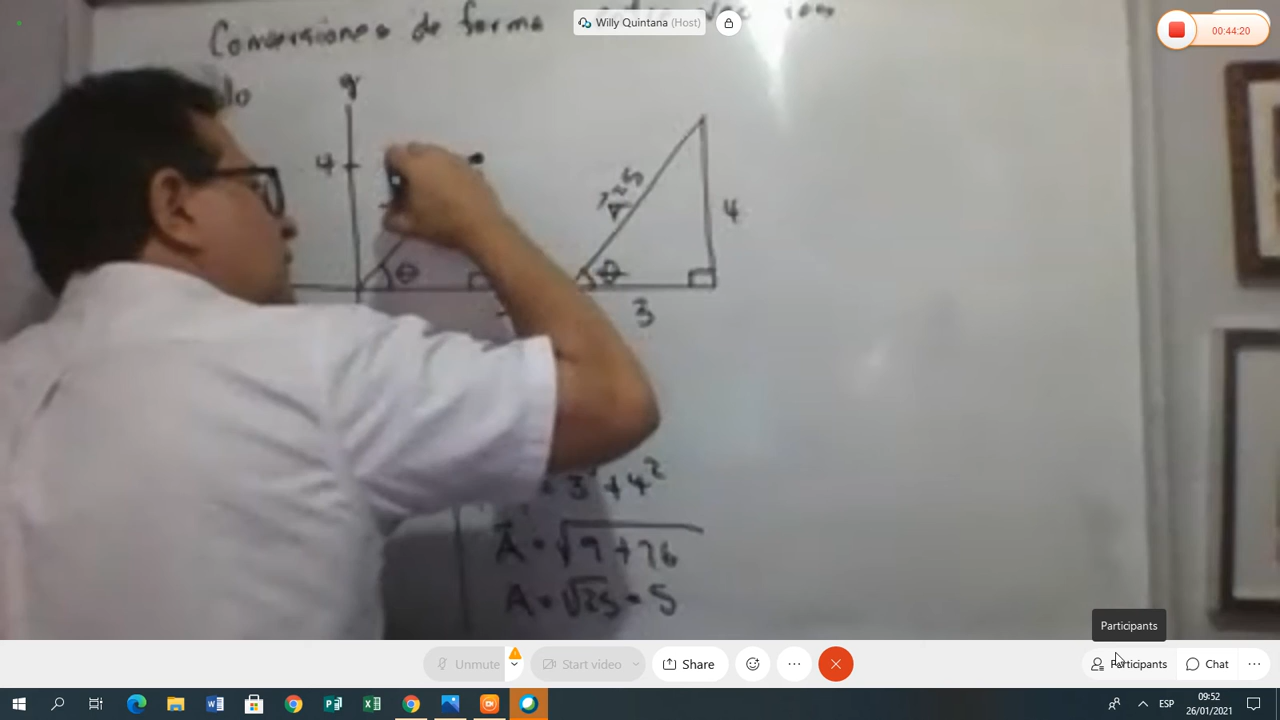 Willy Quintana (Host)
00:44:20
Conversiones de forma
y
4
4
θ
θ
3
= 3² + 4²
A = √9 + 16
A = √25 = 5
Participants
Unmute
Start video
Share
Participants
Chat
ESP
09:52
26/01/2021